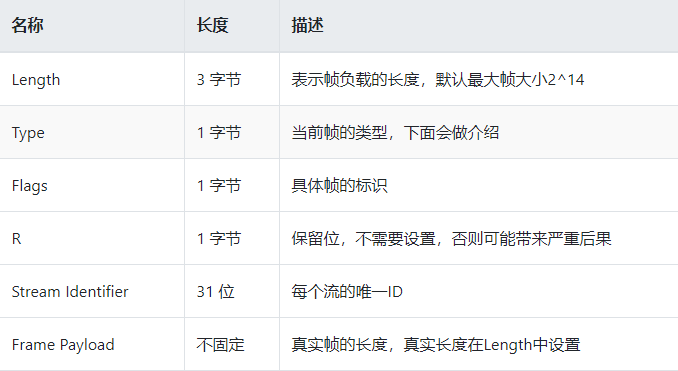 名称 长度 描述
Length 3 字节 表示帧负载的长度，默认最大帧大小2^14
Type 1 字节 当前帧的类型，下面会做介绍
Flags 1 字节 具体帧的标识
R 1 字节 保留位，不需要设置，否则可能带来严重后果
Stream Identifier 31 位 每个流的唯一ID
Frame Payload 不固定 真实帧的长度，真实长度在Length中设置